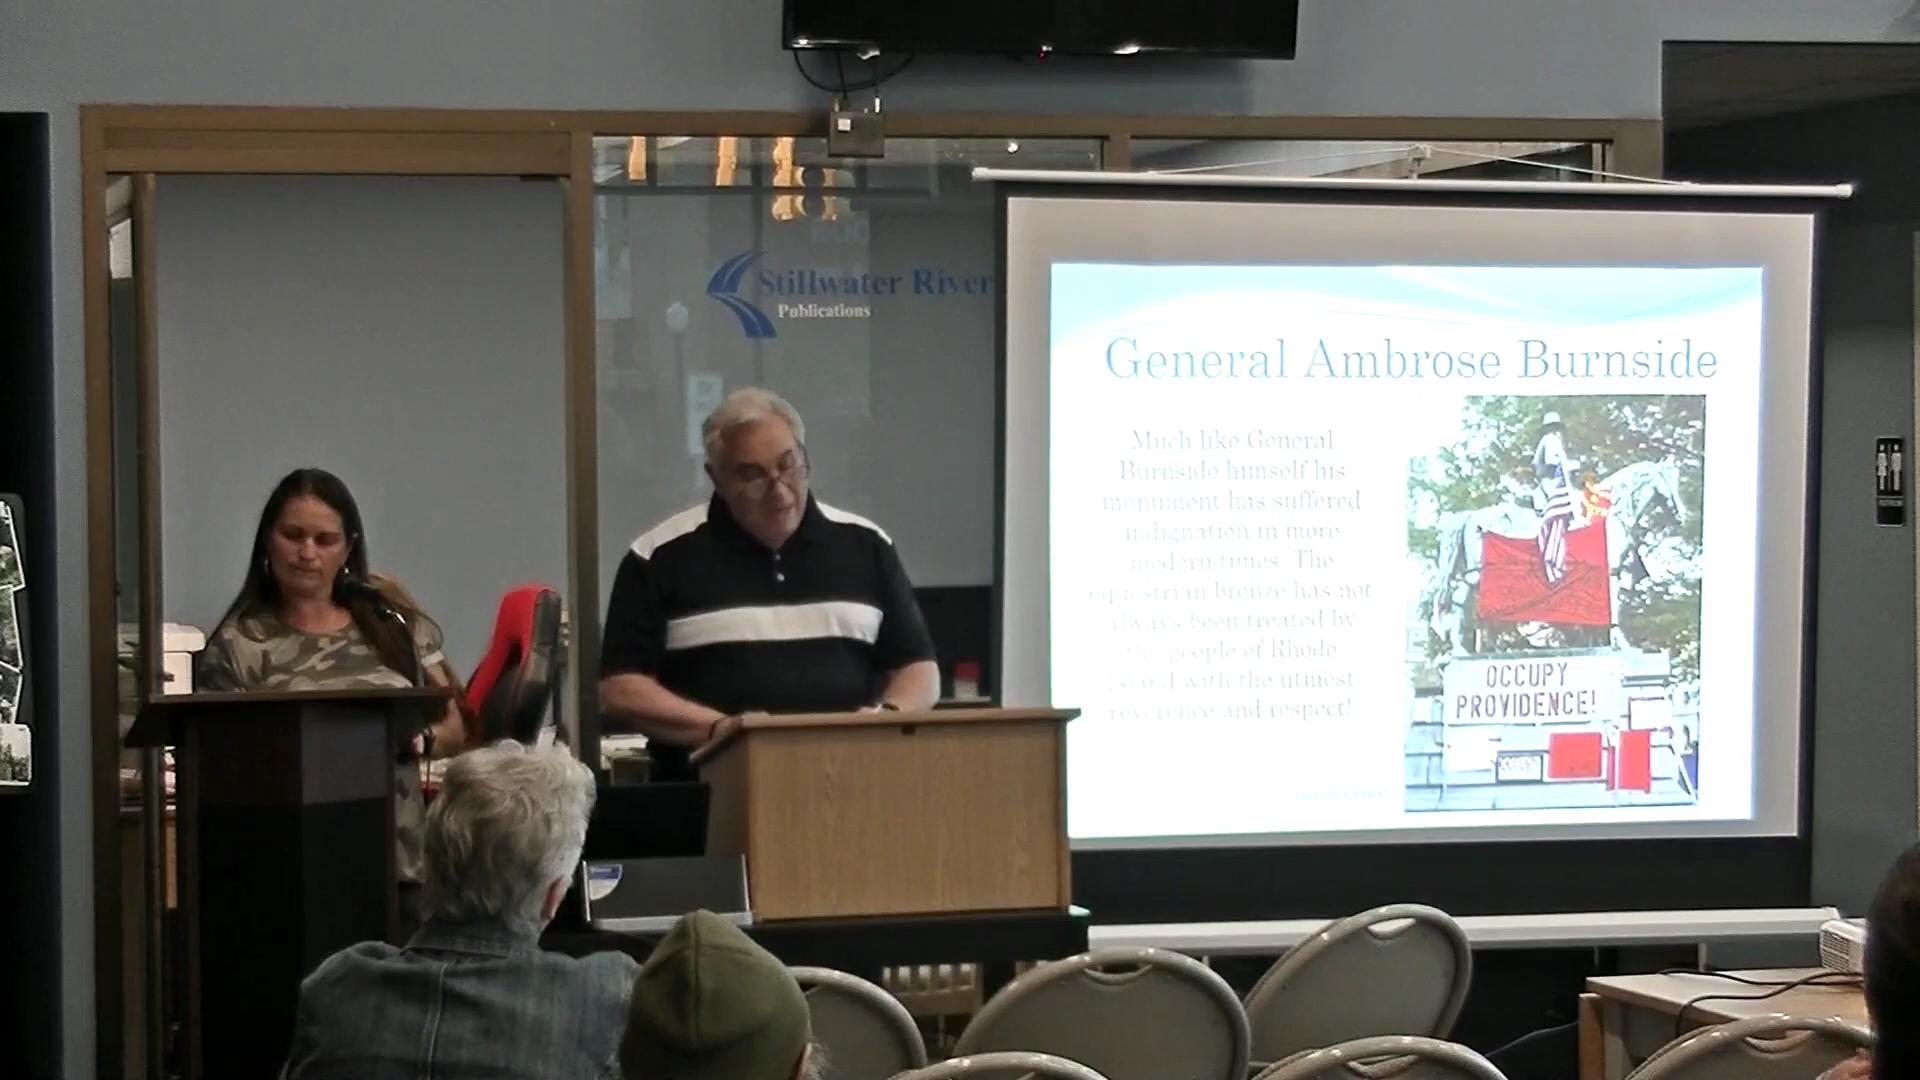 Stillwater River
Publications
General Ambrose Burnside
Much like General
Burnside himself his
monument has suffered
indignation in more
modern times. The
equestrian bronze has not
always been treated by
the people of Rhode
Island with the utmost
reverence and respect!
OCCUPY
PROVIDENCE!